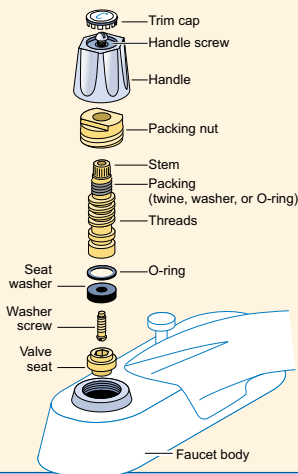 Trim cap
Handle screw
Handle
Packing nut
Stem
Packing
(twine, washer, or O-ring)
Threads
Seat
washer
O-ring
Washer
screw
Valve
seat
Faucet body